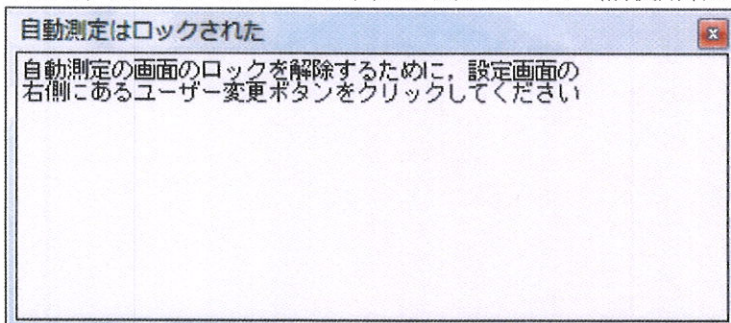 自動測定はロックされた
自動測定の画面のロックを解除するために，設定画面の
右側にあるユーザー変更ボタンをクリックしてください